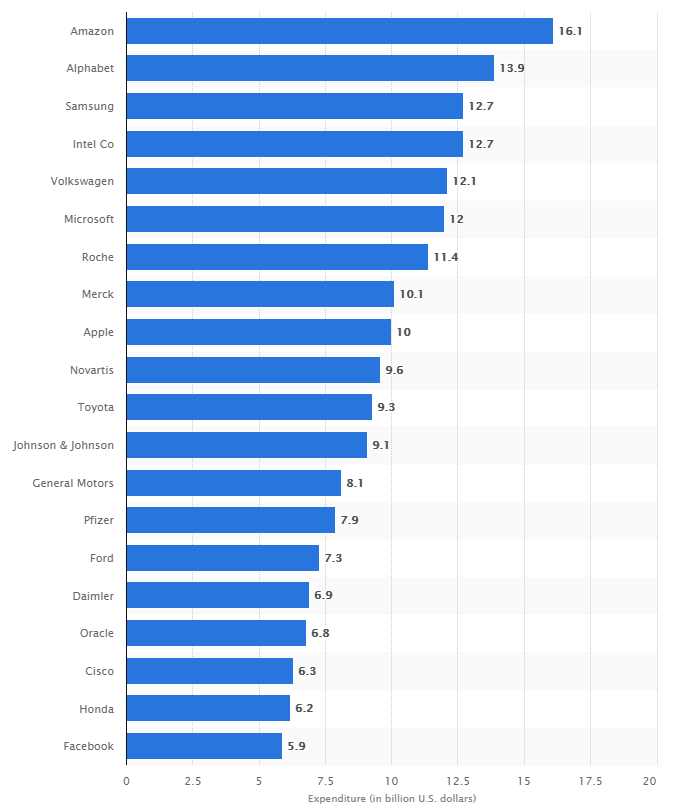 Amazon 16.1
Alphabet 13.9
Samsung 12.7
Intel Co 12.7
Volkswagen 12.1
Microsoft 12
Roche 11.4
Merck 10.1
Apple 10
Novartis 9.6
Toyota 9.3
Johnson & Johnson 9.1
General Motors 8.1
Pfizer 7.9
Ford 7.3
Daimler 6.9
Oracle 6.8
Cisco 6.3
Honda 6.2
Facebook 5.9
0 2.5 5 7.5 10 12.5 15 17.5 20
Expenditure (in billion U.S. dollars)